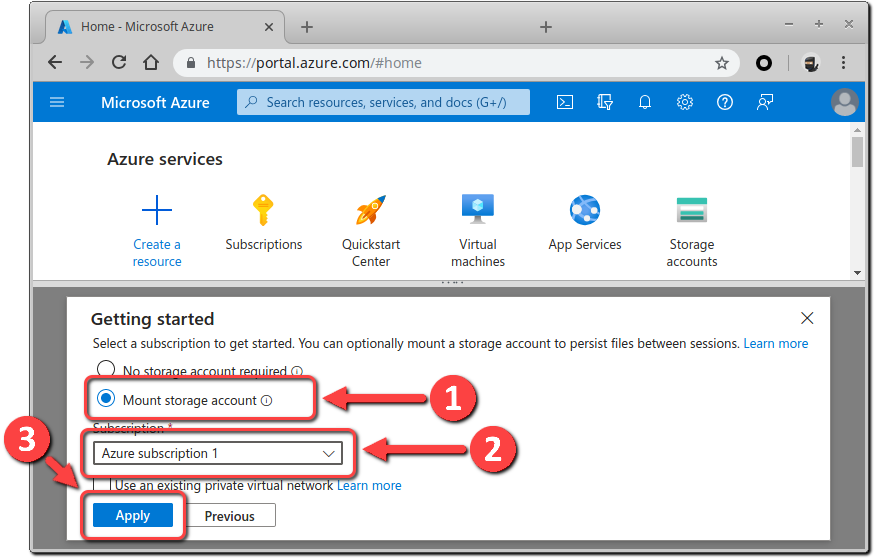 Home - Microsoft Azure
https://portal.azure.com/#home
Microsoft Azure
Search resources, services, and docs (G+/)
Azure services
Create a resource
Subscriptions
Quickstart Center
Virtual machines
App Services
Storage accounts
Getting started
Select a subscription to get started. You can optionally mount a storage account to persist files between sessions. Learn more
No storage account required
Mount storage account
1
Subscription *
Azure subscription 1
2
3
Use an existing private virtual network Learn more
Apply
Previous